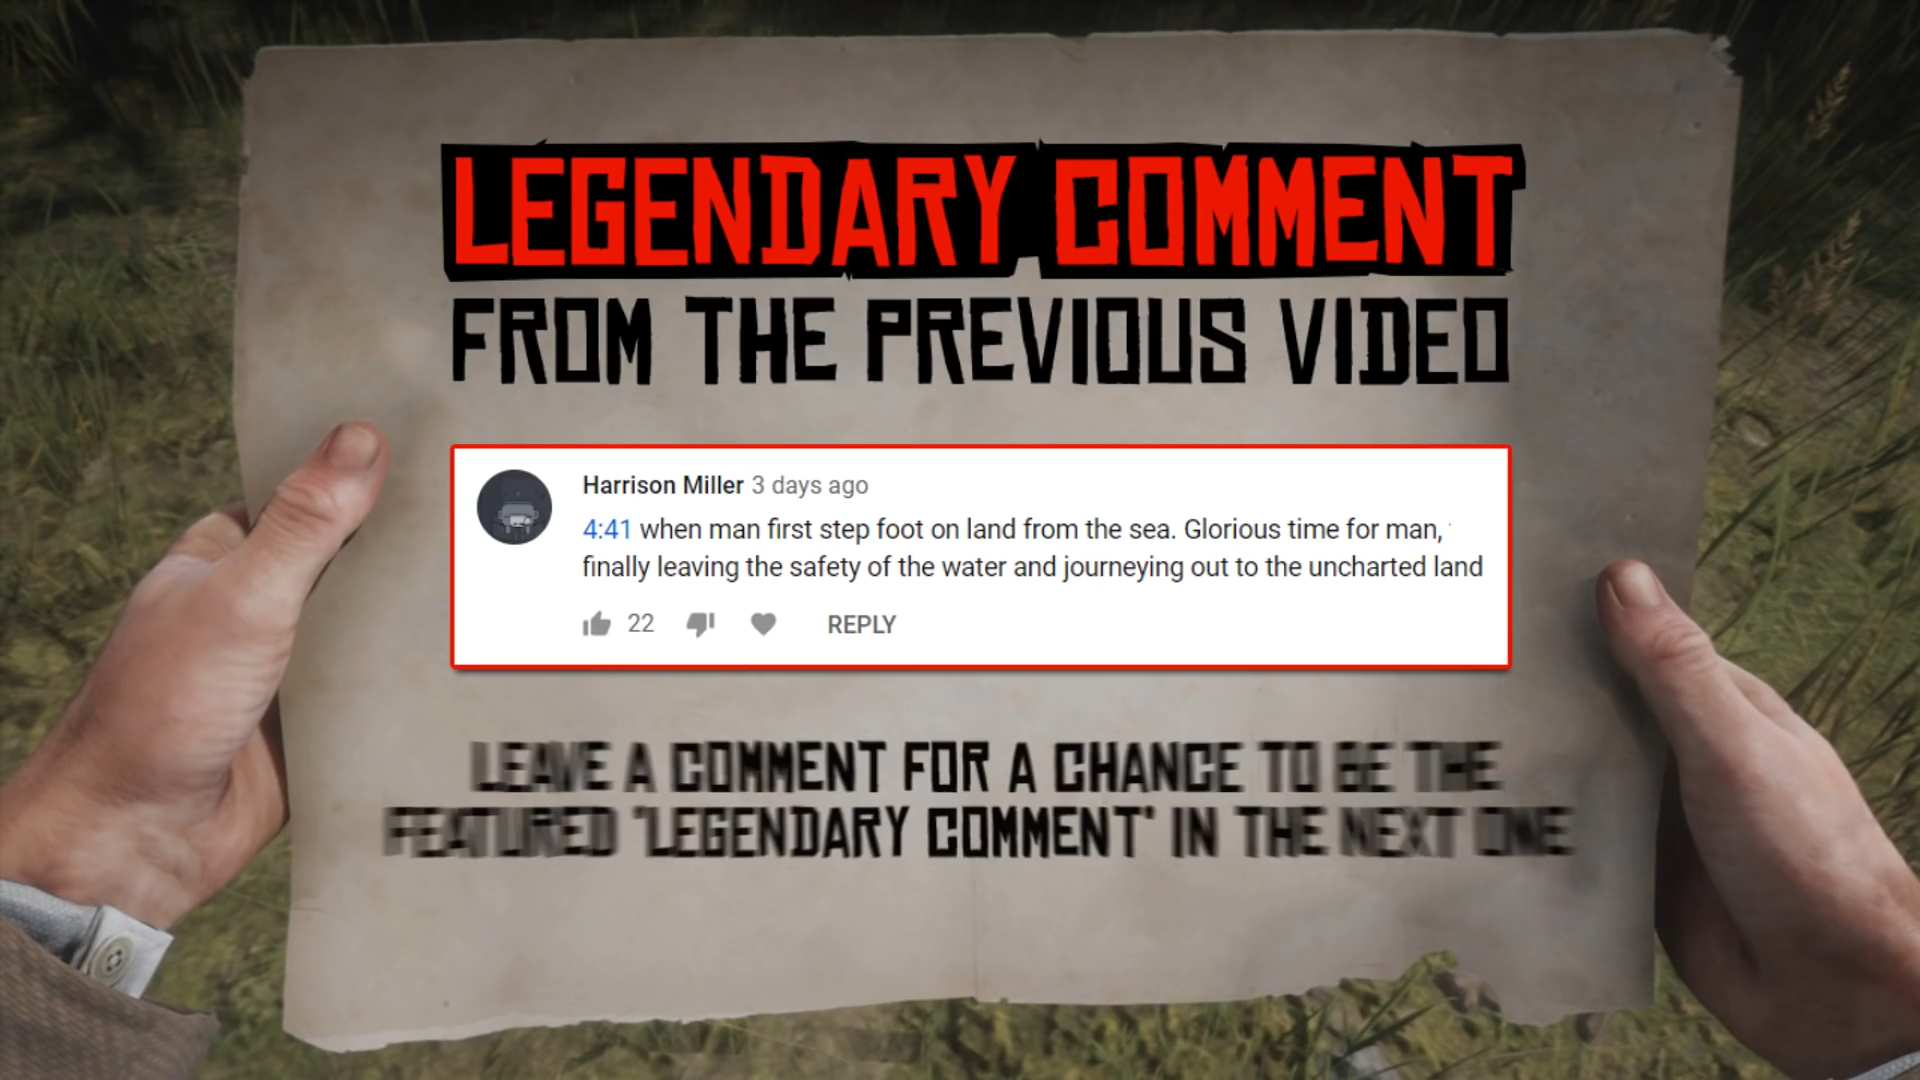 LEGENDARY COMMENT
FROM THE PREVIOUS VIDEO
Harrison Miller 3 days ago
4:41 when man first step foot on land from the sea. Glorious time for man,
finally leaving the safety of the water and journeying out to the uncharted land
22 REPLY
LEAVE A COMMENT FOR A CHANCE TO BE THE
FEATURED 'LEGENDARY COMMENT' IN THE NEXT ONE